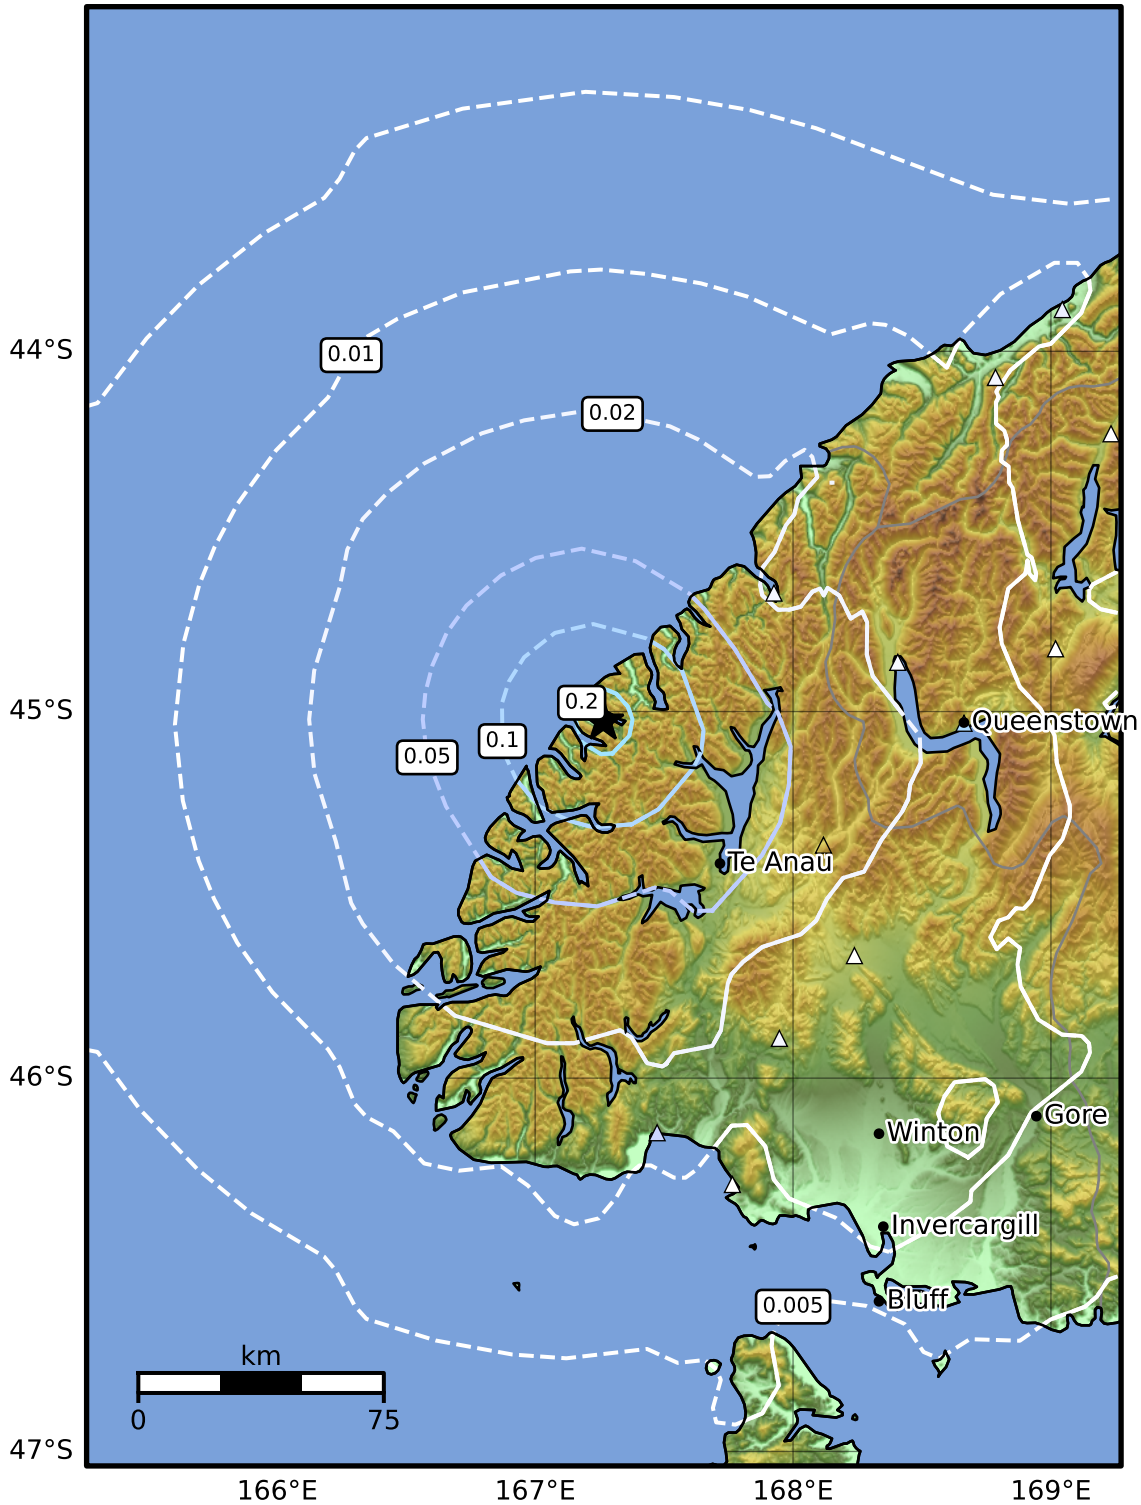 44°S
0.01
0.02
0.2
45°S
Queenstown
0.1
0.05
Te Anau
46°S
Gore
Winton
Invercargill
Bluff
0.005
km
0
75
47°S
166°E
167°E
168°E
169°E